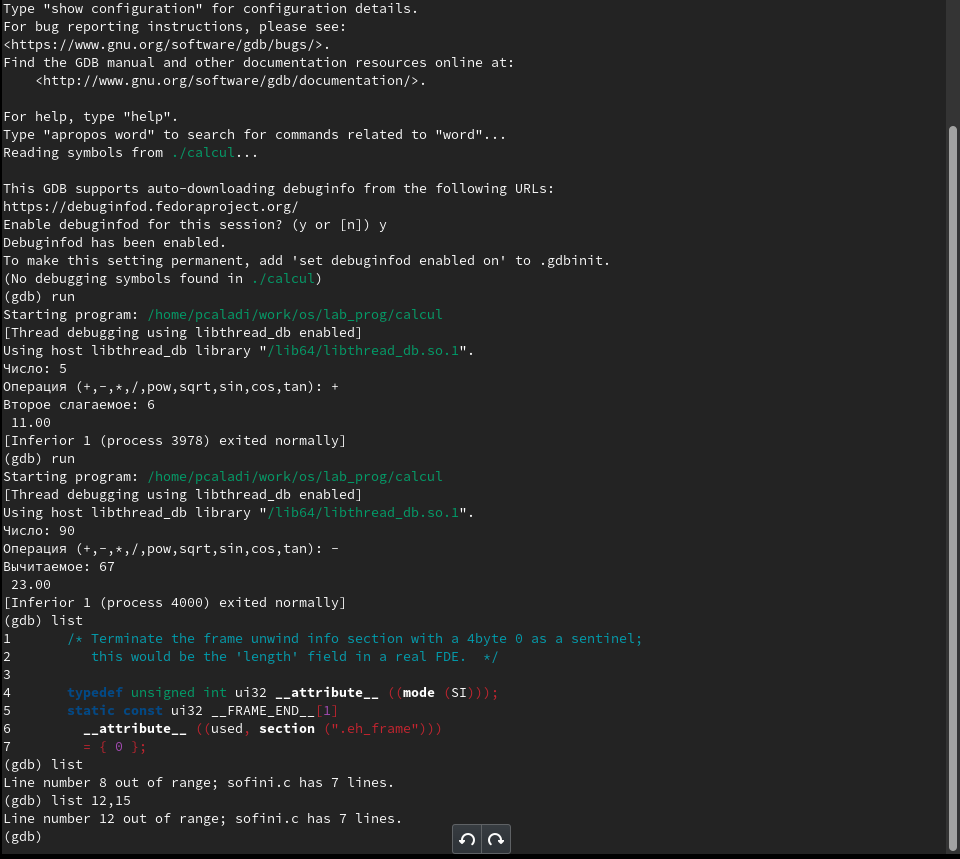 Type "show configuration" for configuration details.
For bug reporting instructions, please see:
<https://www.gnu.org/software/gdb/bugs/>.
Find the GDB manual and other documentation resources online at:
    <http://www.gnu.org/software/gdb/documentation/>.

For help, type "help".
Type "apropos word" to search for commands related to "word"...
Reading symbols from ./calcul...

This GDB supports auto-downloading debuginfo from the following URLs:
https://debuginfod.fedoraproject.org/
Enable debuginfod for this session? (y or [n]) y
Debuginfod has been enabled.
To make this setting permanent, add 'set debuginfod enabled on' to .gdbinit.
(No debugging symbols found in ./calcul)
(gdb) run
Starting program: /home/pcaladi/work/os/lab_prog/calcul
[Thread debugging using libthread_db enabled]
Using host libthread_db library "/lib64/libthread_db.so.1".
Число: 5
Операция (+,-,*,/,pow,sqrt,sin,cos,tan): +
Второе слагаемое: 6
 11.00
[Inferior 1 (process 3978) exited normally]
(gdb) run
Starting program: /home/pcaladi/work/os/lab_prog/calcul
[Thread debugging using libthread_db enabled]
Using host libthread_db library "/lib64/libthread_db.so.1".
Число: 90
Операция (+,-,*,/,pow,sqrt,sin,cos,tan): -
Вычитаемое: 67
 23.00
[Inferior 1 (process 4000) exited normally]
(gdb) list
1       /* Terminate the frame unwind info section with a 4byte 0 as a sentinel;
2          this would be the 'length' field in a real FDE.  */
3
4       typedef unsigned int ui32 __attribute__ ((mode (SI)));
5       static const ui32 __FRAME_END__[1]
6         __attribute__ ((used, section (".eh_frame")))
7         = { 0 };
(gdb) list
Line number 8 out of range; sofini.c has 7 lines.
(gdb) list 12,15
Line number 12 out of range; sofini.c has 7 lines.
(gdb)